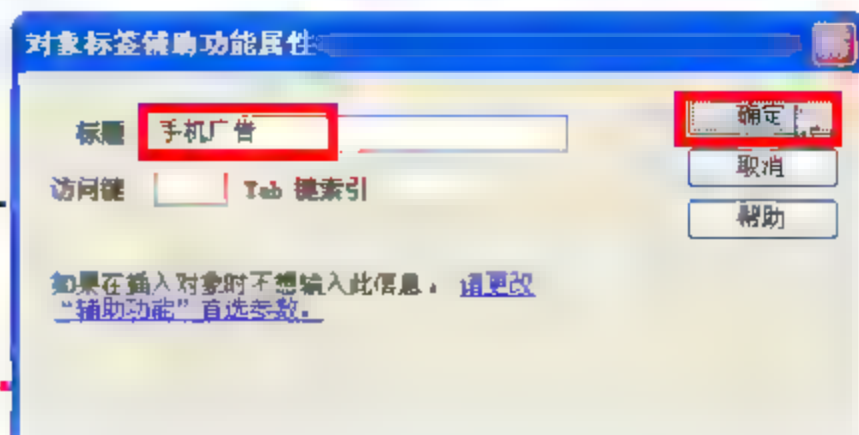 对象标签辅助功能属性
标题 手机广告
确定
访问键 Tab 键索引
取消
帮助
如果在插入对象时不想输入此信息，请更改
“辅助功能”首选参数。